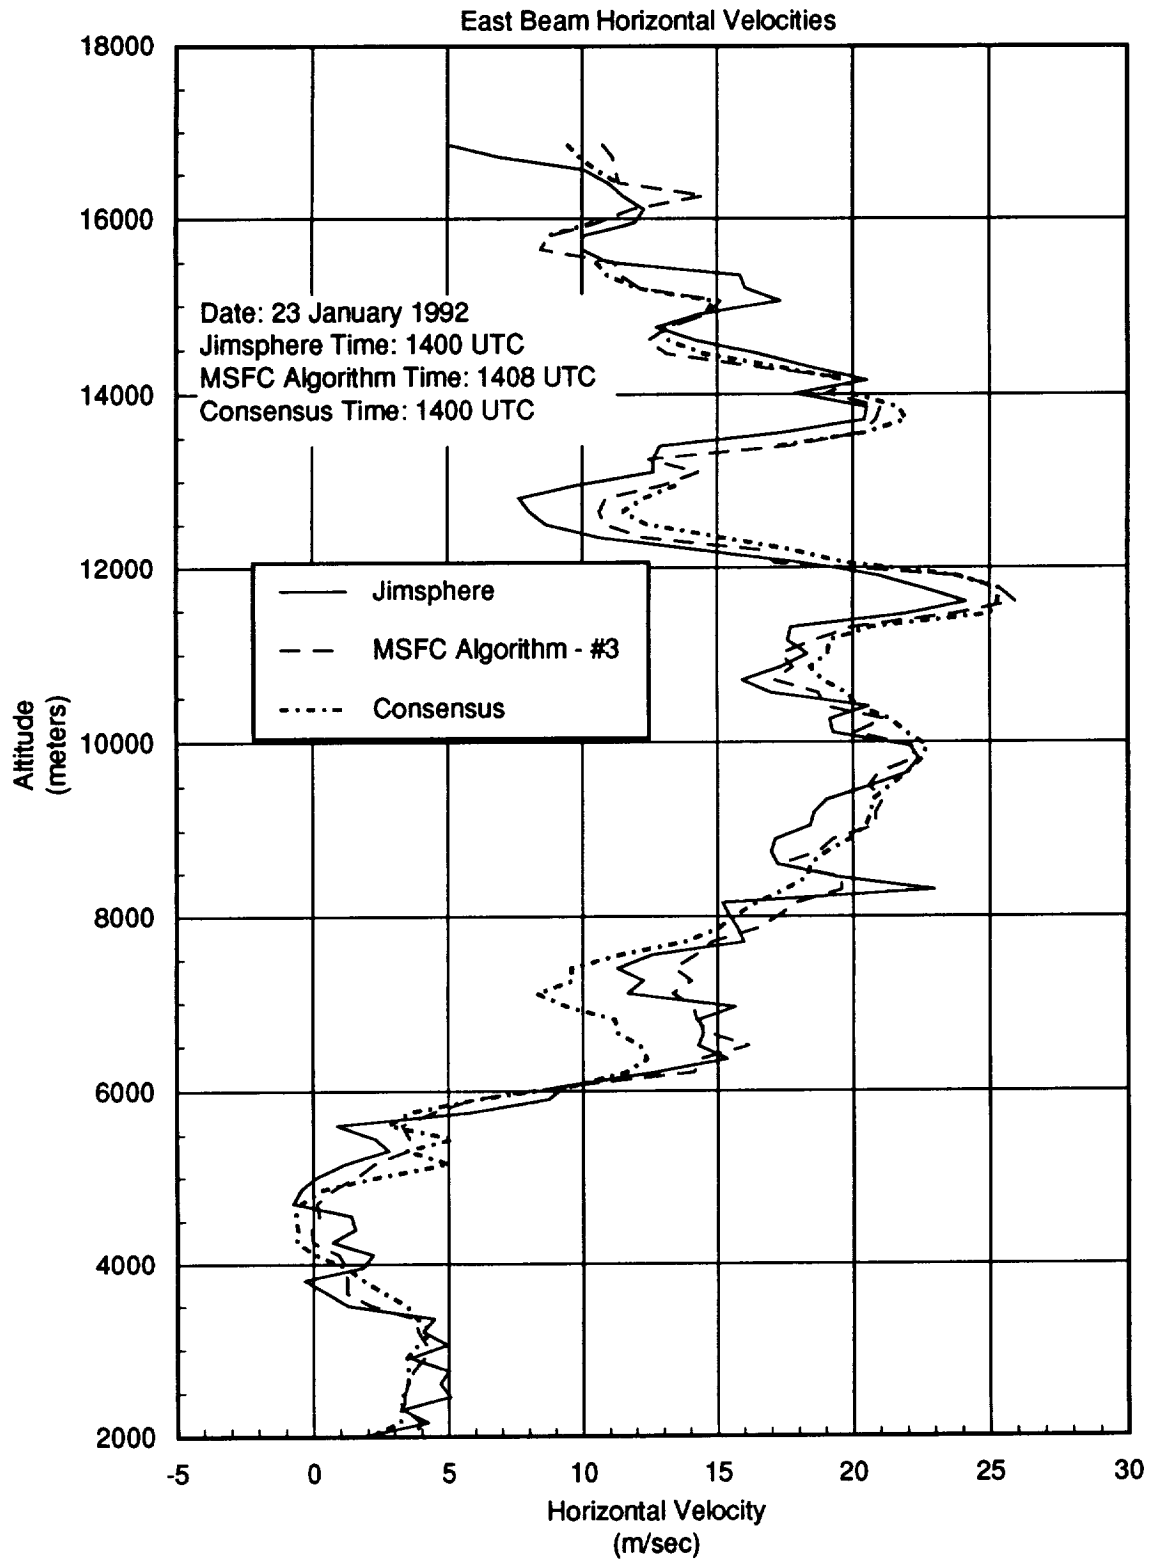 East Beam Horizontal Velocities
18000
16000
Date: 23 January 1992
Jimsphere Time: 1400 UTC
MSFC Algorithm Time: 1408 UTC
Consensus Time: 1400 UTC
14000
12000
Jimsphere
MSFC Algorithm - #3
Consensus
Altitude
(meters)
10000
8000
6000
4000
2000
-5 0 5 10 15 20 25 30
Horizontal Velocity
(m/sec)